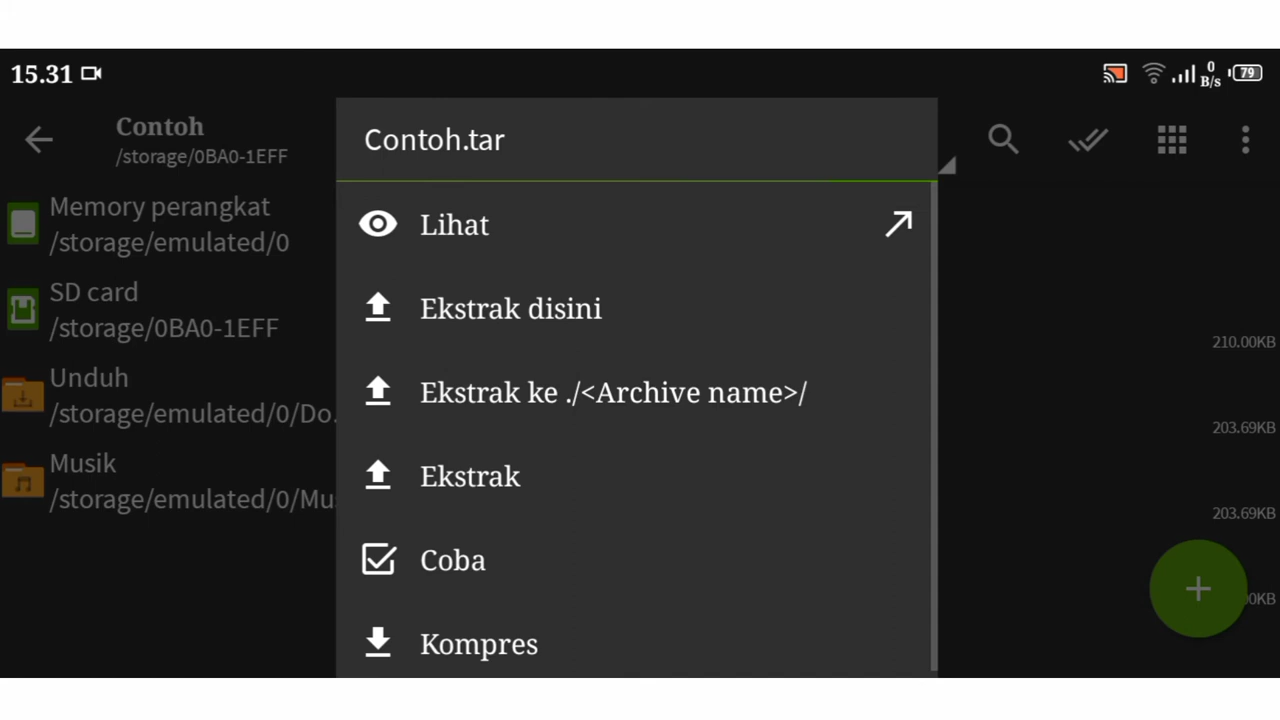 15.31
0
B/s
79
Contoh
/storage/0BA0-1EFF
Memory perangkat
/storage/emulated/0
SD card
/storage/0BA0-1EFF
Unduh
/storage/emulated/0/Do.
Musik
/storage/emulated/0/Mu
Contoh.tar
Lihat
Ekstrak disini
Ekstrak ke ./<Archive name>/
Ekstrak
Coba
Kompres
210.00KB
203.69KB
203.69KB
0KB